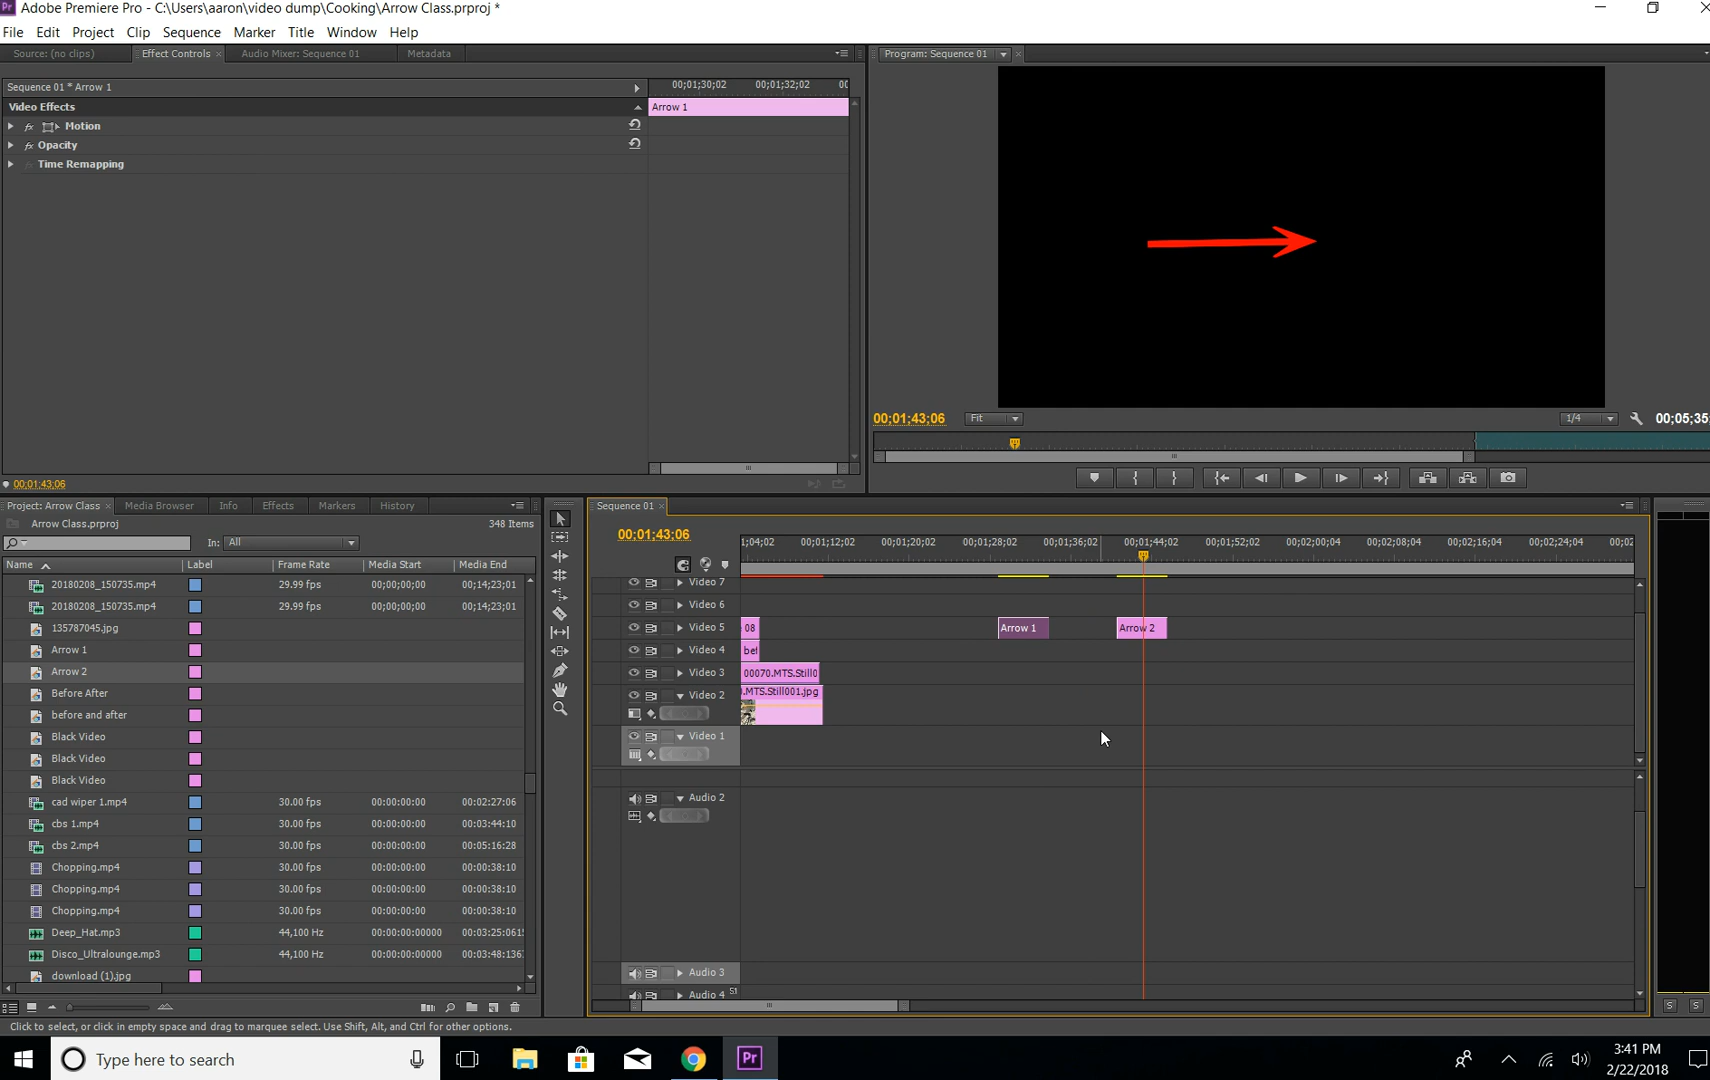 Adobe Premiere Pro - C:\Users\aaron\video dump\Cooking\Arrow Class.prproj *
File Edit Project Clip Sequence Marker Title Window Help
Source: (no clips) Effect Controls Audio Mixer: Sequence 01 Metadata
Program: Sequence 01
Sequence 01 * Arrow 1
00;01;30;02 00;01;32;02 00
Video Effects
Arrow 1
fx Motion
fx Opacity
Time Remapping
00;01;43;06 Fit 1/4 00;05;35;
00;01;43;06
Project: Arrow Class Media Browser Info Effects Markers History
Arrow Class.prproj 348 Items
In: All
Name Label Frame Rate Media Start Media End
20180208_150735.mp4 29.99 fps 00;00;00;00 00;14;23;01
20180208_150735.mp4 29.99 fps 00;00;00;00 00;14;23;01
135787045.jpg
Arrow 1
Arrow 2
Before After
before and after
Black Video
Black Video
Black Video
cad wiper 1.mp4 30.00 fps 00:00:00:00 00:02:27:06
cbs 1.mp4 30.00 fps 00:00:00:00 00:03:44:10
cbs 2.mp4 30.00 fps 00:00:00:00 00:05:16:28
Chopping.mp4 30.00 fps 00:00:00:00 00:00:38:10
Chopping.mp4 30.00 fps 00:00:00:00 00:00:38:10
Chopping.mp4 30.00 fps 00:00:00:00 00:00:38:10
Deep_Hat.mp3 44,100 Hz 00:00:00:00000 00:03:25:061
Disco_Ultralounge.mp3 44,100 Hz 00:00:00:00000 00:03:48:136
download (1).jpg
Sequence 01
00;01;43;06
1;04;02 00;01;12;02 00;01;20;02 00;01;28;02 00;01;36;02 00;01;44;02 00;01;52;02 00;02;00;04 00;02;08;04 00;02;16;04 00;02;24;04 00;02
Video 7
Video 6
Video 5 08 Arrow 1 Arrow 2
Video 4 bef
Video 3 00070.MTS.Still0
Video 2 .MTS.Still001.jpg
Video 1
Audio 2
Audio 3
Audio 4 S1
S S
Click to select, or click in empty space and drag to marquee select. Use Shift, Alt, and Ctrl for other options.
Type here to search
Pr
3:41 PM
2/22/2018